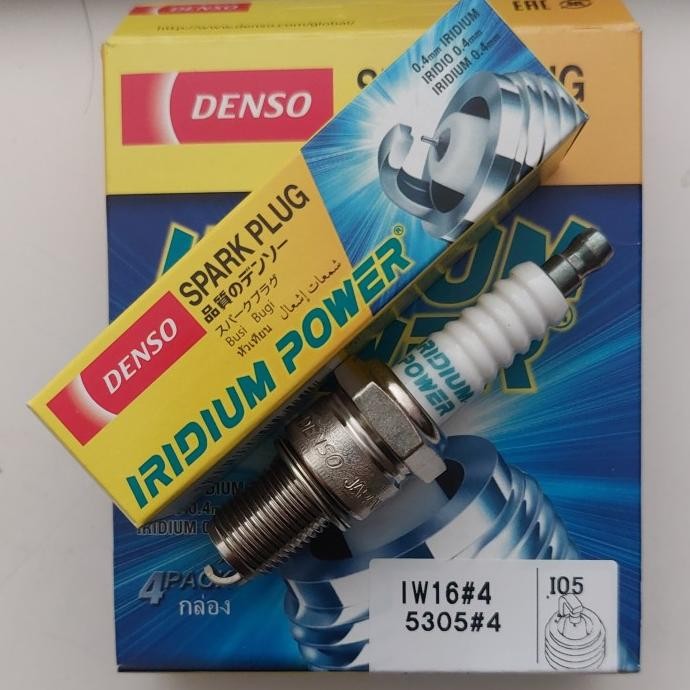 DENSO
http://www.denso.com/global/
EAC
SPARK PLUG
0.4mm IRIDIUM
IRIDIO 0.4mm
IRIDIUM 0.4mm
DENSO
SPARK PLUG
品質のデンソー
スパークプラグ
Busi Bugi
หัวเทียน شمعات إشعال
IRIDIUM POWER®
IRIDIUM
POWER
DENSO
IRIDIUM
4 PACK
กล่อง
IW16#4
5305#4
I05